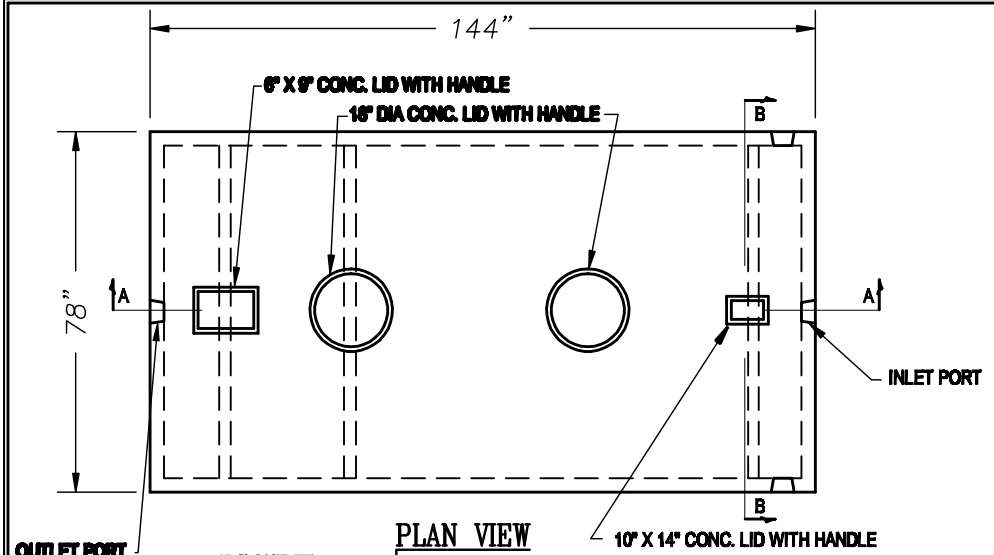 144"
6" X 9" CONC. LID WITH HANDLE
18" DIA CONC. LID WITH HANDLE
B
A
A
78"
INLET PORT
B
PLAN VIEW
10" X 14" CONC. LID WITH HANDLE
OUTLET PORT